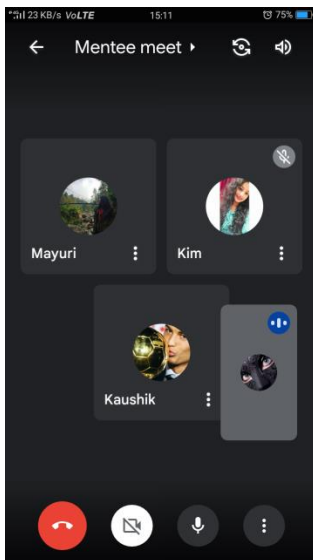 23 KB/s VoLTE 15:11 75%
Mentee meet
Mayuri
Kim
Kaushik